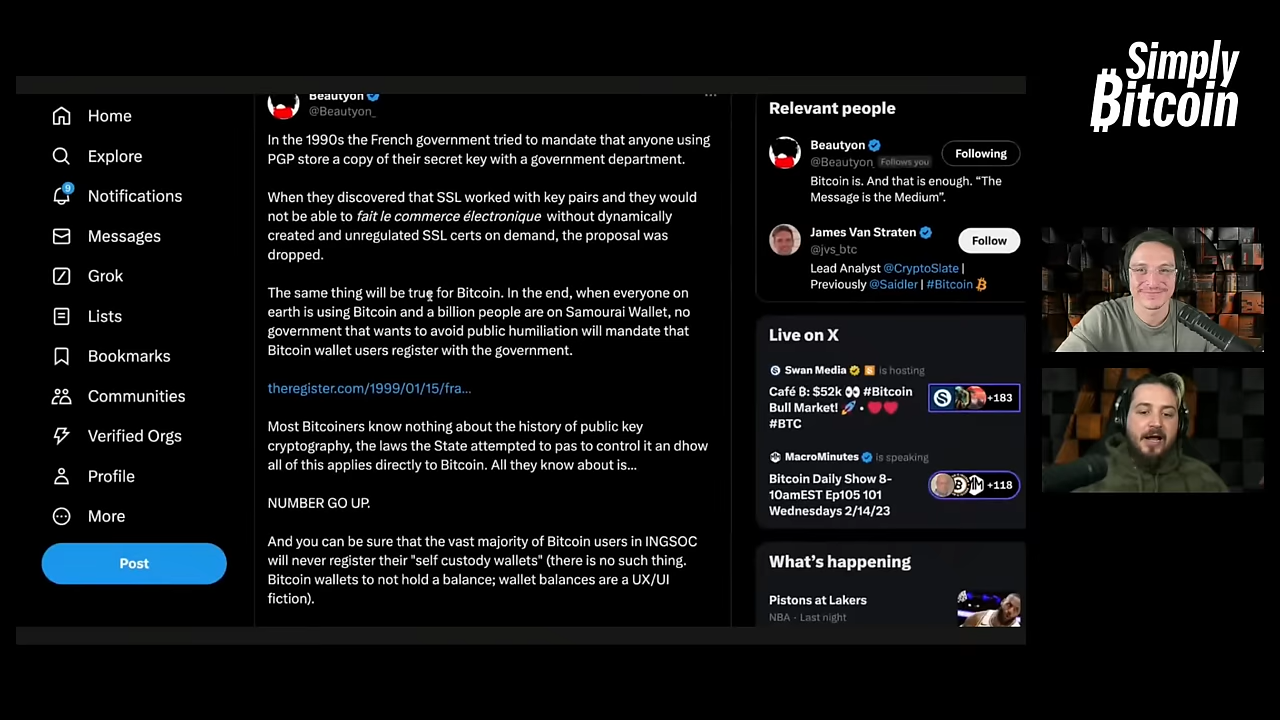 Simply
Bitcoin
Home
Explore
9
Notifications
Messages
Grok
Lists
Bookmarks
Communities
Verified Orgs
Profile
More
Post
Beautyon
@Beautyon_
In the 1990s the French government tried to mandate that anyone using
PGP store a copy of their secret key with a government department.
When they discovered that SSL worked with key pairs and they would
not be able to fait le commerce électronique without dynamically
created and unregulated SSL certs on demand, the proposal was
dropped.
The same thing will be true for Bitcoin. In the end, when everyone on
earth is using Bitcoin and a billion people are on Samourai Wallet, no
government that wants to avoid public humiliation will mandate that
Bitcoin wallet users register with the government.
theregister.com/1999/01/15/fra...
Most Bitcoiners know nothing about the history of public key
cryptography, the laws the State attempted to pas to control it an dhow
all of this applies directly to Bitcoin. All they know about is...
NUMBER GO UP.
And you can be sure that the vast majority of Bitcoin users in INGSOC
will never register their "self custody wallets" (there is no such thing.
Bitcoin wallets to not hold a balance; wallet balances are a UX/UI
fiction).
Relevant people
Beautyon
@Beautyon_ Follows you
Following
Bitcoin is. And that is enough. “The
Message is the Medium”.
James Van Straten
@jvs_btc
Follow
Lead Analyst @CryptoSlate |
Previously @Saidler | #Bitcoin
Live on X
Swan Media is hosting
Café B: $52k 👀 #Bitcoin
Bull Market! 🚀 • ❤️❤️
#BTC
+183
MacroMinutes is speaking
Bitcoin Daily Show 8-
10amEST Ep105 101
Wednesdays 2/14/23
+118
What's happening
Pistons at Lakers
NBA · Last night